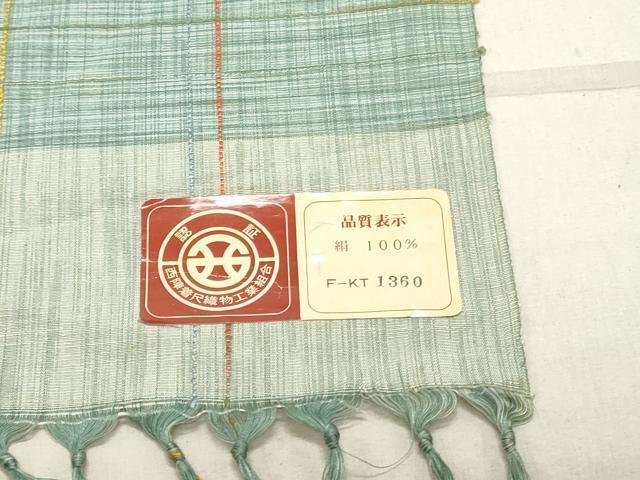 認証
西陣着尺織物工業組合
品質表示
絹 100%
F-KT 1360